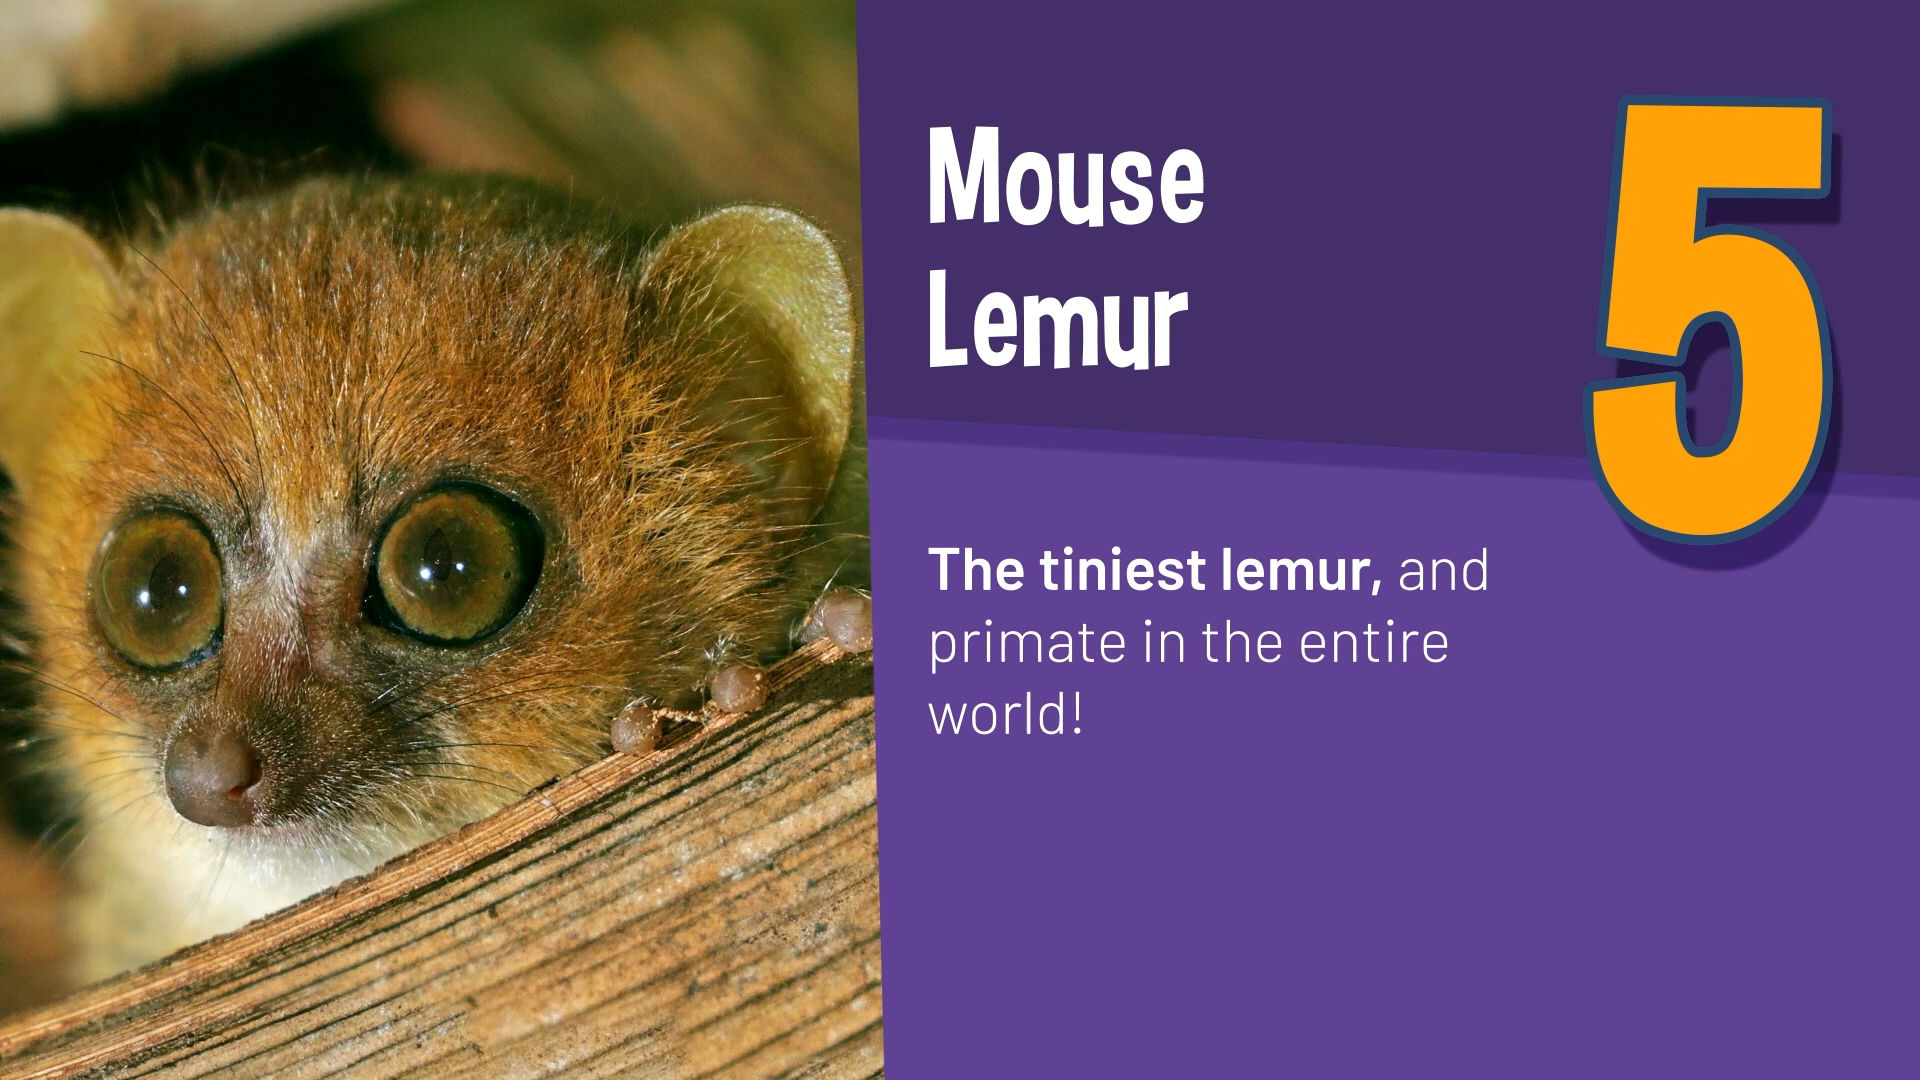 Mouse
Lemur
5
The tiniest lemur, and
primate in the entire
world!